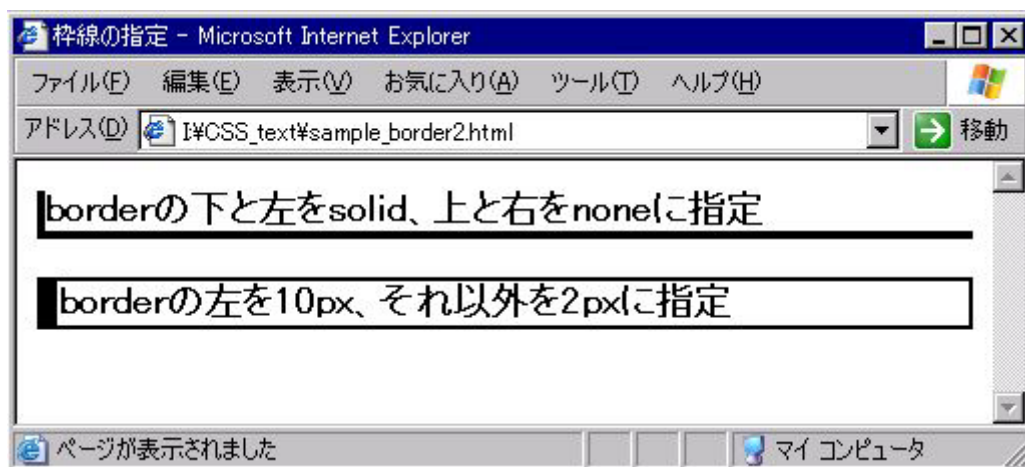 枠線の指定 - Microsoft Internet Explorer
ファイル(F) 編集(E) 表示(V) お気に入り(A) ツール(T) ヘルプ(H)
アドレス(D) I:¥CSS_text¥sample_border2.html 移動
borderの下と左をsolid、上と右をnoneに指定
borderの左を10px、それ以外を2pxに指定
ページが表示されました マイ コンピュータ